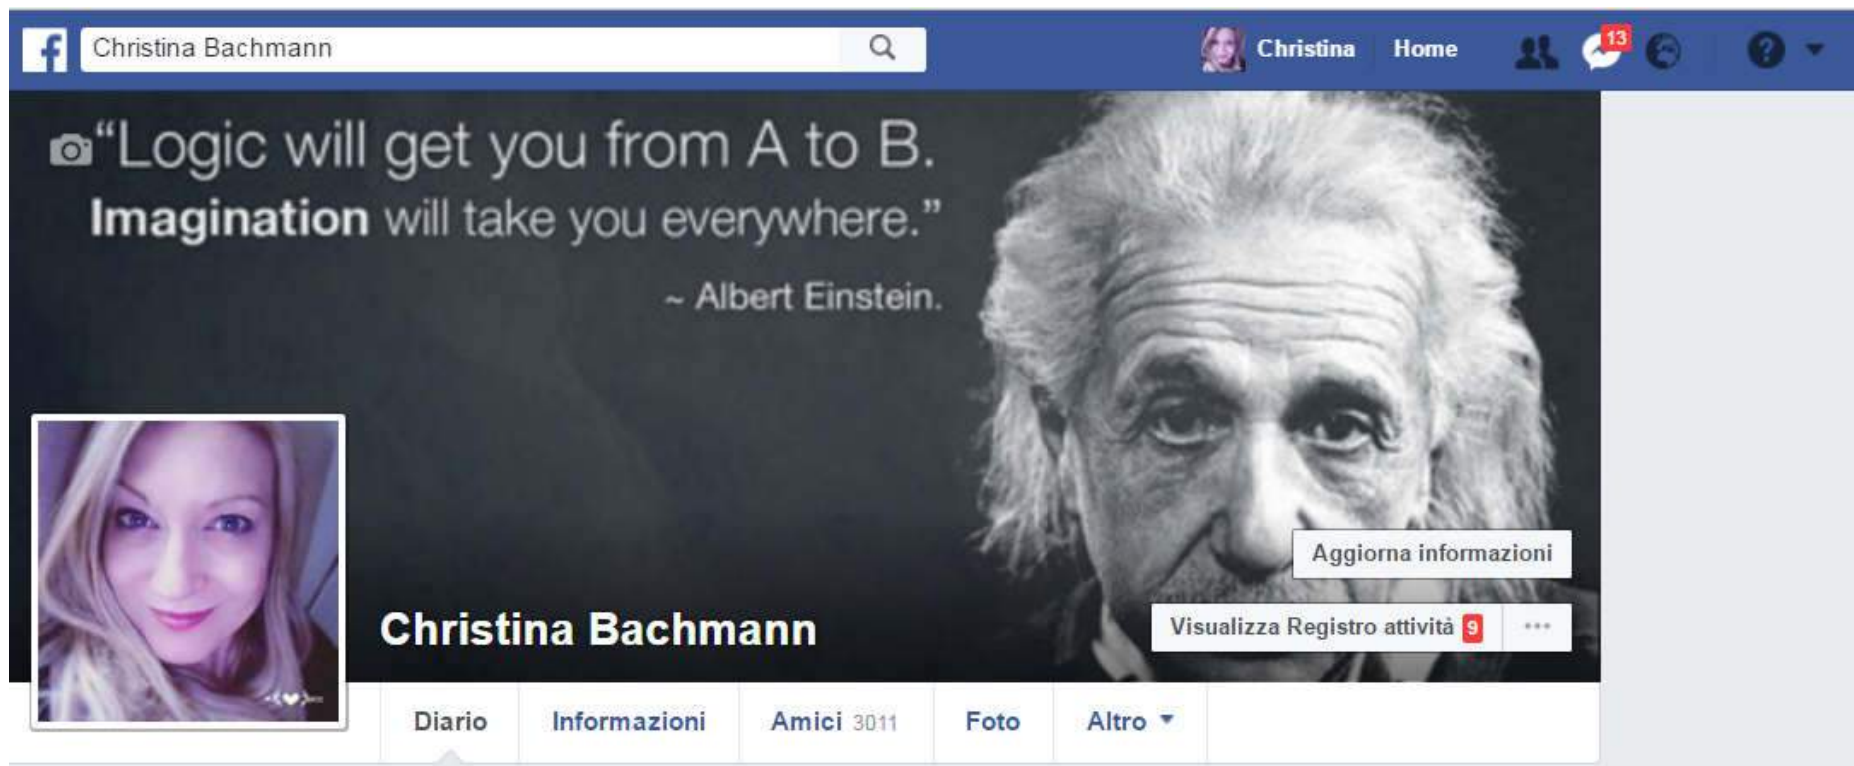 Christina Bachmann
Christina Home 13
“Logic will get you from A to B.
Imagination will take you everywhere.”
~ Albert Einstein.
Aggiorna informazioni
Christina Bachmann
Visualizza Registro attività 9
Diario Informazioni Amici 3011 Foto Altro